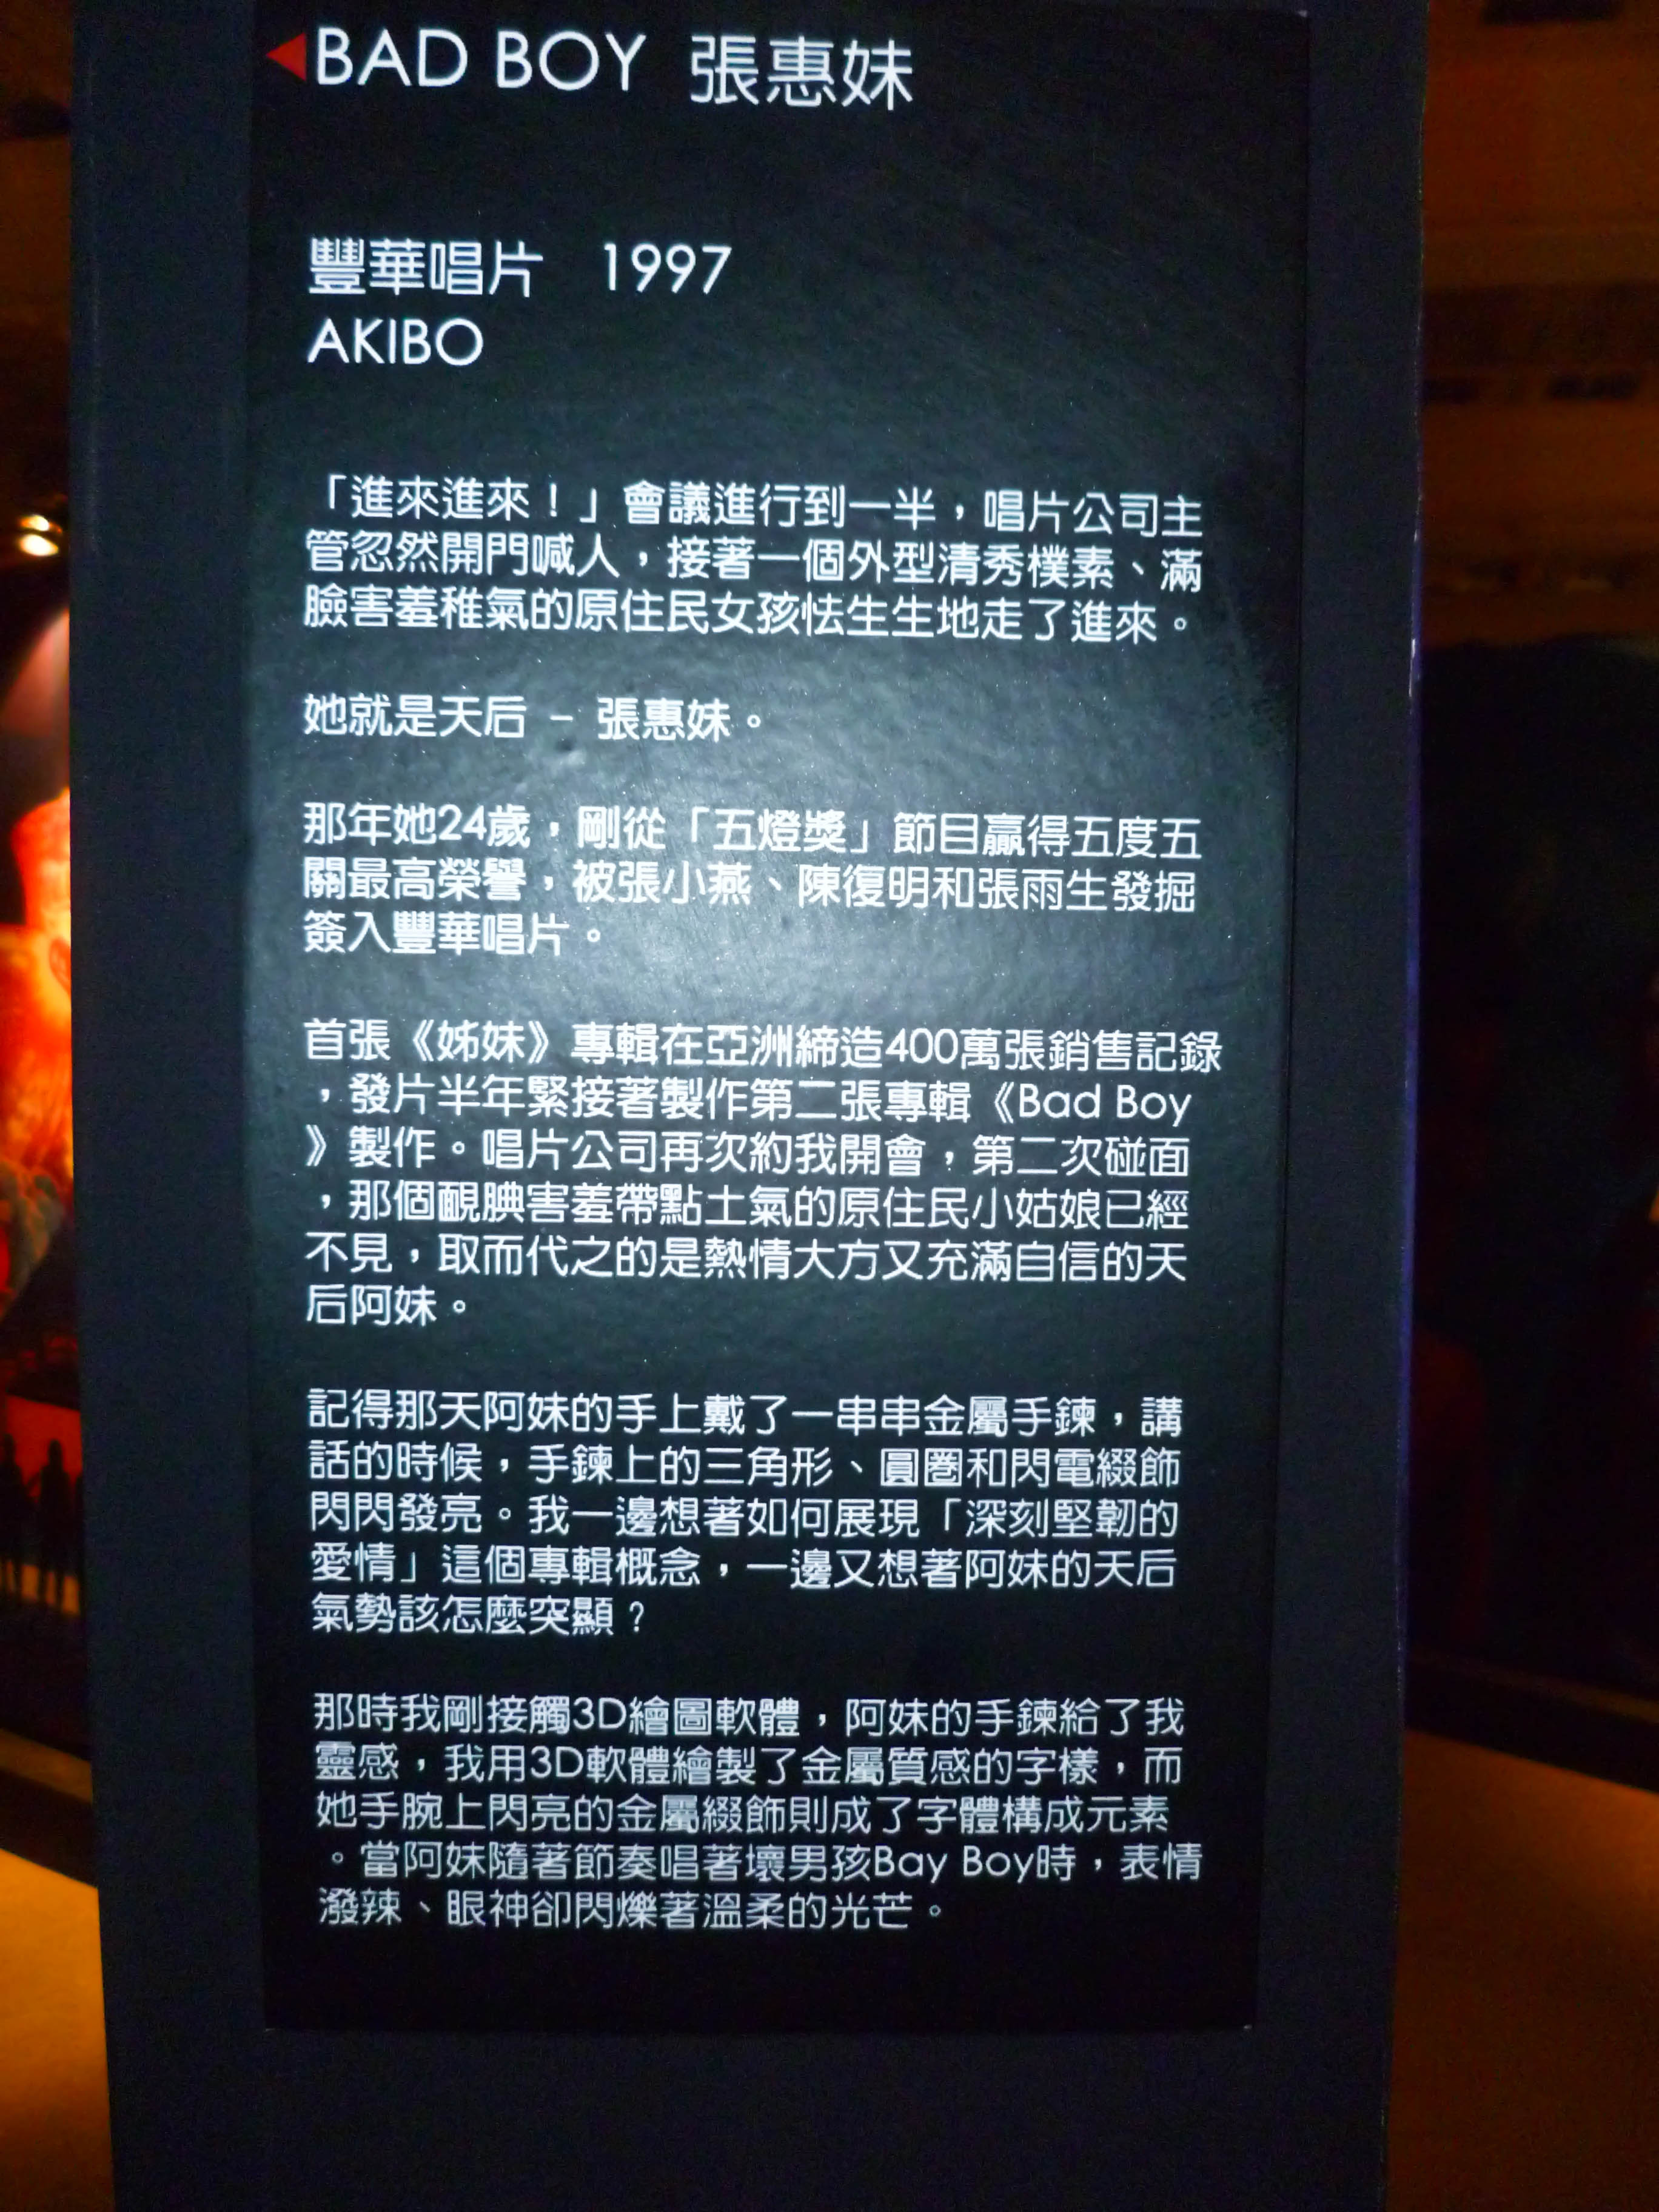 BAD BOY 張惠妹
豐華唱片 1997
AKIBO
「進來進來！」會議進行到一半，唱片公司主
管忽然開門喊人，接著一個外型清秀樸素、滿
臉害羞稚氣的原住民女孩怯生生地走了進來。
她就是天后 – 張惠妹。
那年她24歲，剛從「五燈獎」節目贏得五度五
關最高榮譽，被張小燕、陳復明和張雨生發掘
簽入豐華唱片。
首張《姊妹》專輯在亞洲締造400萬張銷售記錄
，發片半年緊接著製作第二張專輯《Bad Boy
》製作。唱片公司再次約我開會，第二次碰面
，那個靦腆害羞帶點土氣的原住民小姑娘已經
不見，取而代之的是熱情大方又充滿自信的天
后阿妹。
記得那天阿妹的手上戴了一串串金屬手鍊，講
話的時候，手鍊上的三角形、圓圈和閃電綴飾
閃閃發亮。我一邊想著如何展現「深刻堅韌的
愛情」這個專輯概念，一邊又想著阿妹的天后
氣勢該怎麼突顯？
那時我剛接觸3D繪圖軟體，阿妹的手鍊給了我
靈感，我用3D軟體繪製了金屬質感的字樣，而
她手腕上閃亮的金屬綴飾則成了字體構成元素
。當阿妹隨著節奏唱著壞男孩Bay Boy時，表情
潑辣、眼神卻閃爍著溫柔的光芒。